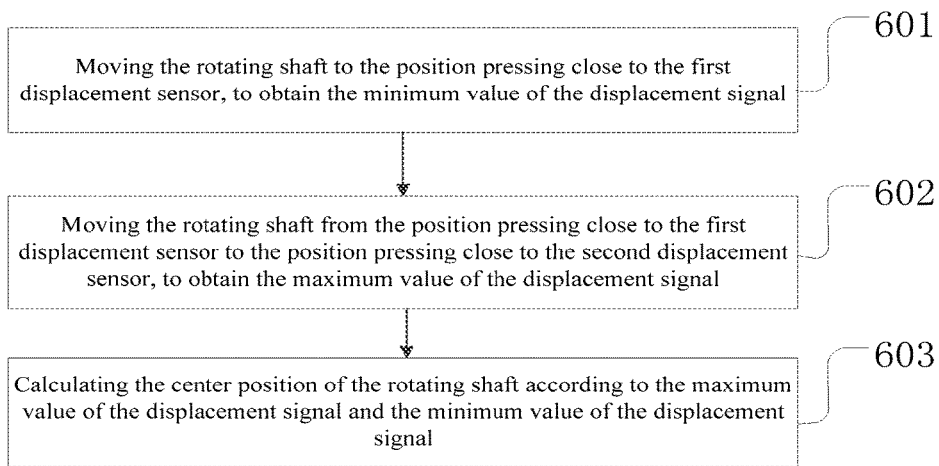 601
Moving the rotating shaft to the position pressing close to the first
displacement sensor, to obtain the minimum value of the displacement signal
602
Moving the rotating shaft from the position pressing close to the first
displacement sensor to the position pressing close to the second displacement
sensor, to obtain the maximum value of the displacement signal
603
Calculating the center position of the rotating shaft according to the maximum
value of the displacement signal and the minimum value of the displacement
signal